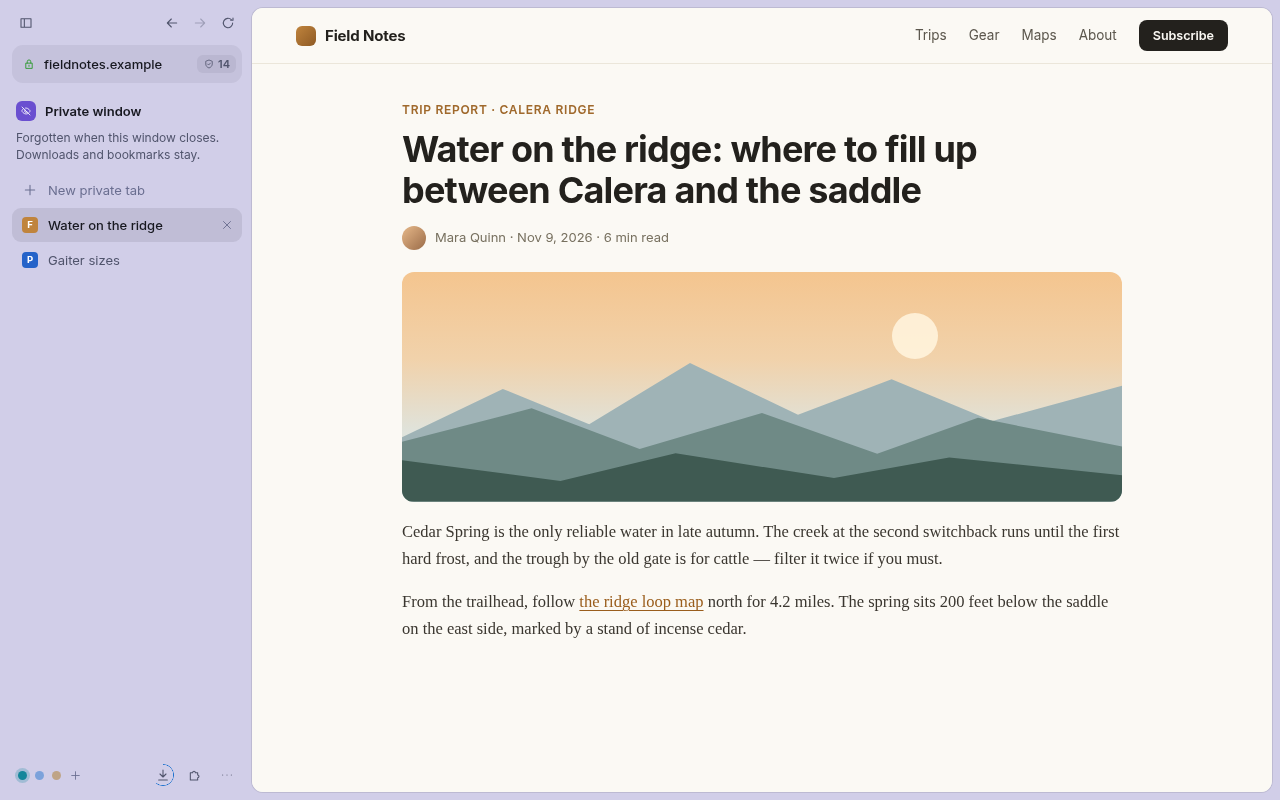 fieldnotes.example
14
Private window
Forgotten when this window closes.
Downloads and bookmarks stay.
New private tab
F
Water on the ridge
P
Gaiter sizes
Field Notes
Trips
Gear
Maps
About
Subscribe
TRIP REPORT · CALERA RIDGE
Water on the ridge: where to fill up
between Calera and the saddle
Mara Quinn · Nov 9, 2026 · 6 min read
Cedar Spring is the only reliable water in late autumn. The creek at the second switchback runs until the first
hard frost, and the trough by the old gate is for cattle — filter it twice if you must.
From the trailhead, follow the ridge loop map north for 4.2 miles. The spring sits 200 feet below the saddle
on the east side, marked by a stand of incense cedar.